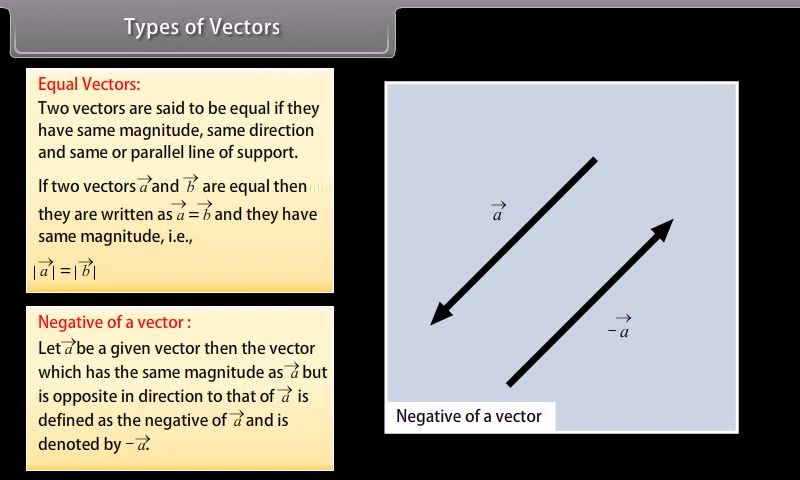 Types of Vectors
Equal Vectors:
Two vectors are said to be equal if they
have same magnitude, same direction
and same or parallel line of support.
If two vectors a⃗ and b⃗ are equal then
they are written as a⃗ = b⃗ and they have
same magnitude, i.e.,
|a⃗| = |b⃗|
Negative of a vector :
Let a⃗ be a given vector then the vector
which has the same magnitude as a⃗ but
is opposite in direction to that of a⃗ is
defined as the negative of a⃗ and is
denoted by −a⃗.
a⃗
−a⃗
Negative of a vector